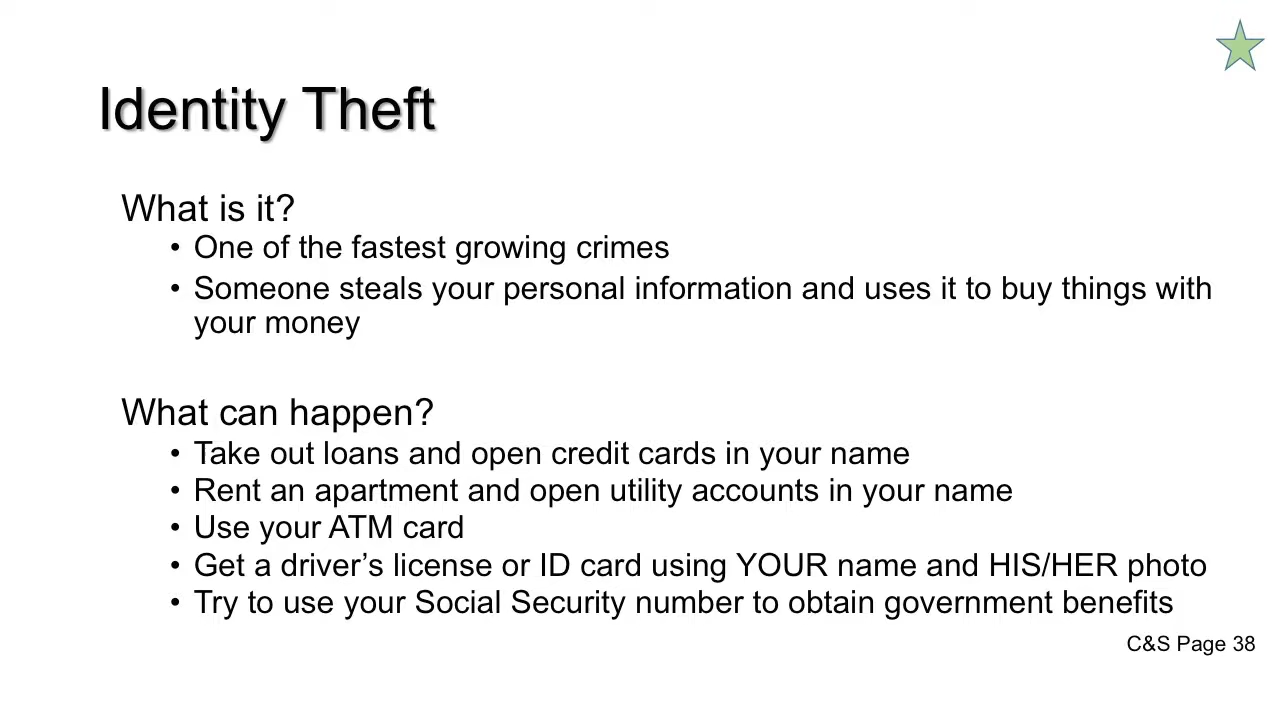 Identity Theft
What is it?
• One of the fastest growing crimes
• Someone steals your personal information and uses it to buy things with
your money
What can happen?
• Take out loans and open credit cards in your name
• Rent an apartment and open utility accounts in your name
• Use your ATM card
• Get a driver’s license or ID card using YOUR name and HIS/HER photo
• Try to use your Social Security number to obtain government benefits
C&S Page 38